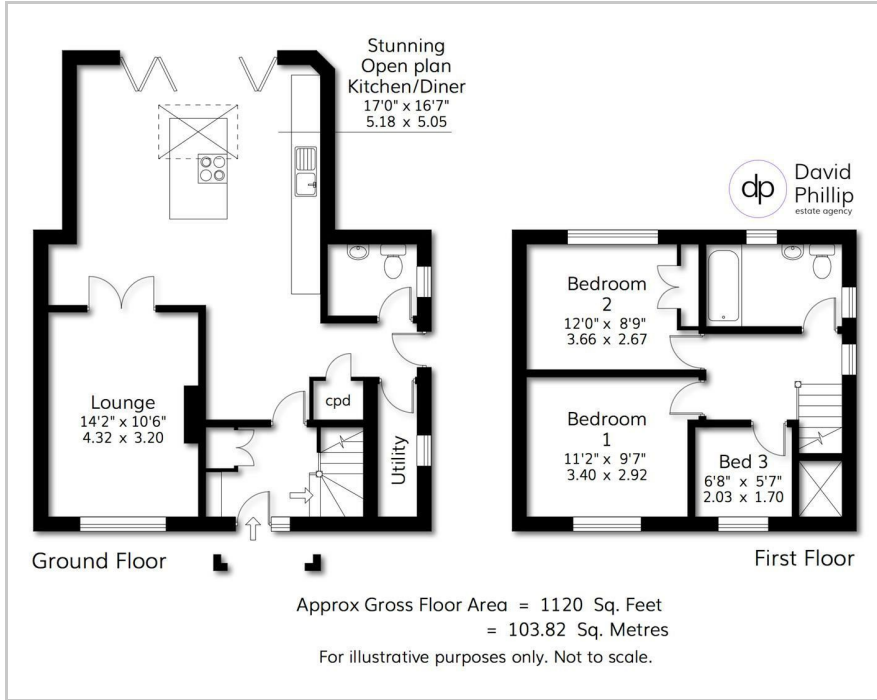 Stunning
Open plan
Kitchen/Diner
17'0" x 16'7"
5.18 x 5.05
dp
David
Phillip
estate agency
Lounge
14'2" x 10'6"
4.32 x 3.20
cpd
Utility
Bedroom
2
12'0" x 8'9"
3.66 x 2.67
Bedroom
1
11'2" x 9'7"
3.40 x 2.92
Bed 3
6'8" x 5'7"
2.03 x 1.70
Ground Floor
First Floor
Approx Gross Floor Area = 1120 Sq. Feet
= 103.82 Sq. Metres
For illustrative purposes only. Not to scale.